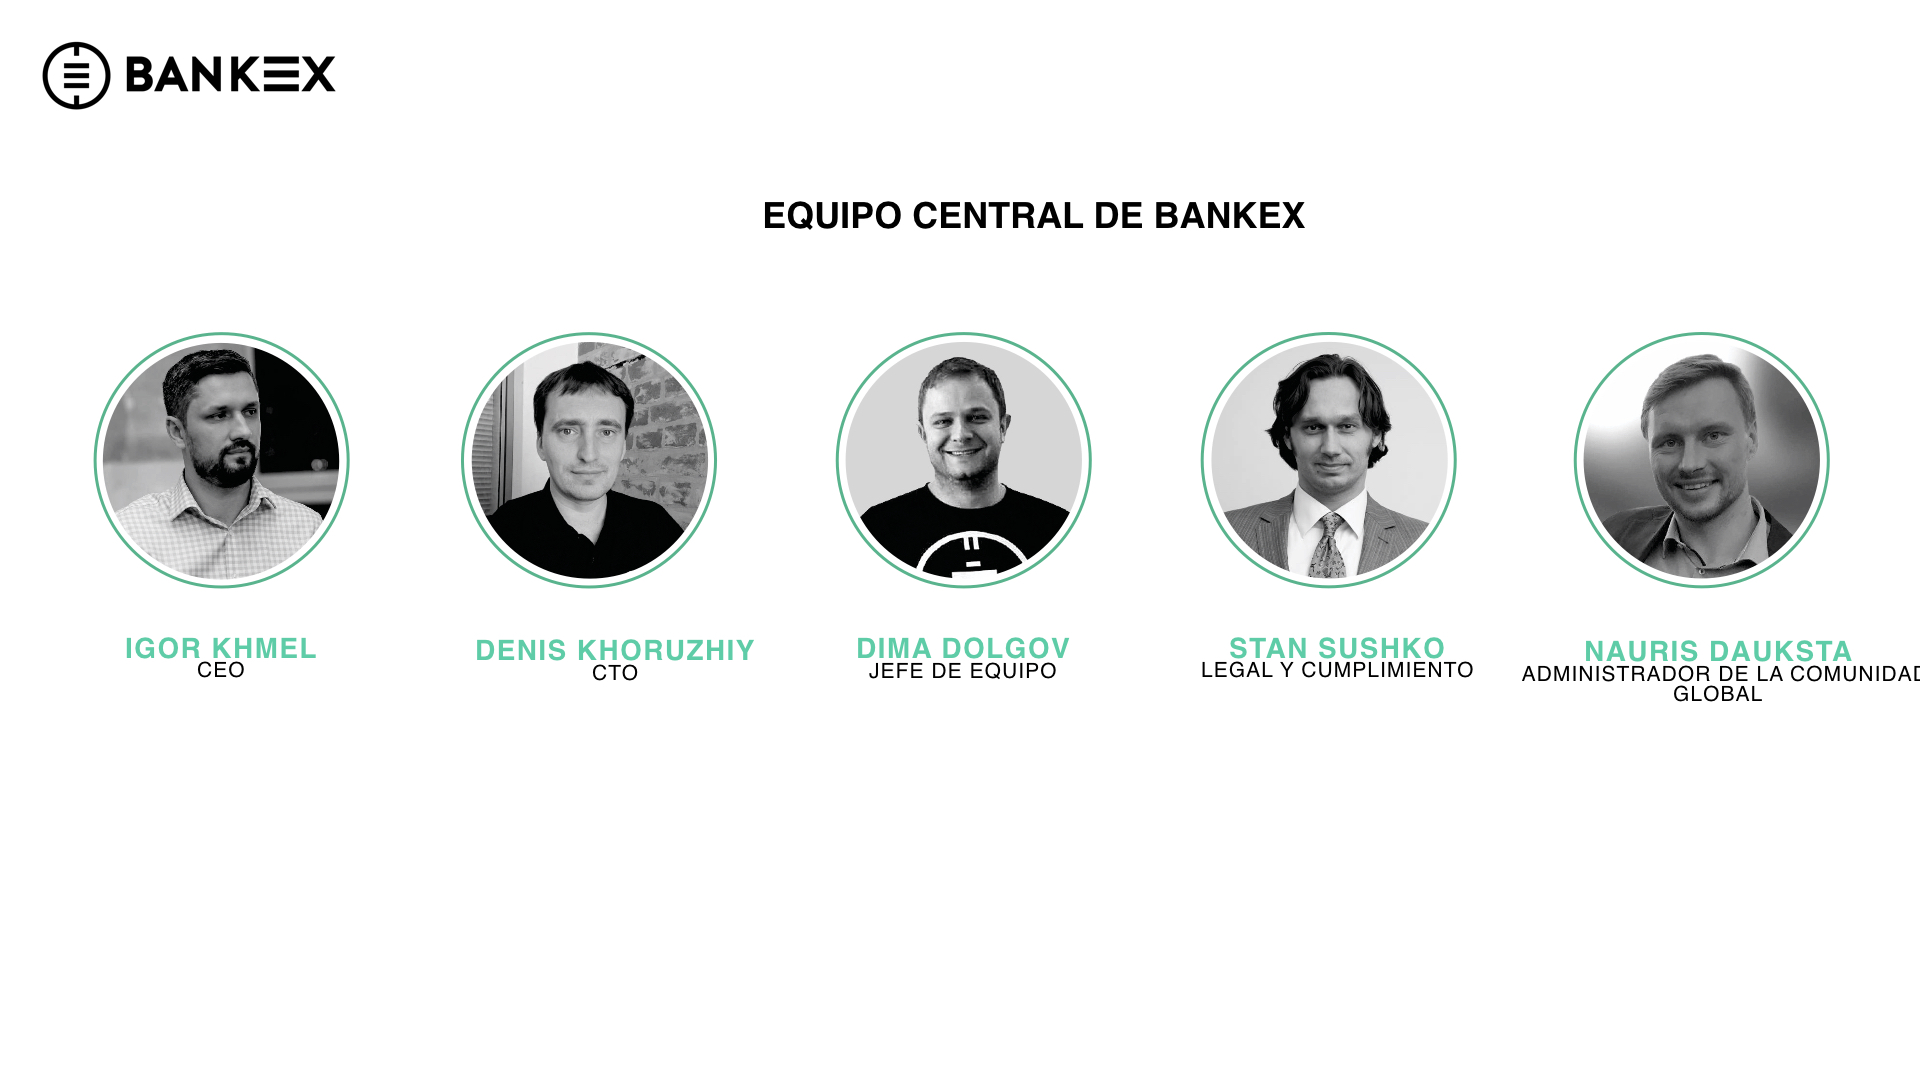 BANKEX
EQUIPO CENTRAL DE BANKEX
IGOR KHMEL
CEO
DENIS KHORUZHIY
CTO
DIMA DOLGOV
JEFE DE EQUIPO
STAN SUSHKO
LEGAL Y CUMPLIMIENTO
NAURIS DAUKSTA
ADMINISTRADOR DE LA COMUNIDAD
GLOBAL